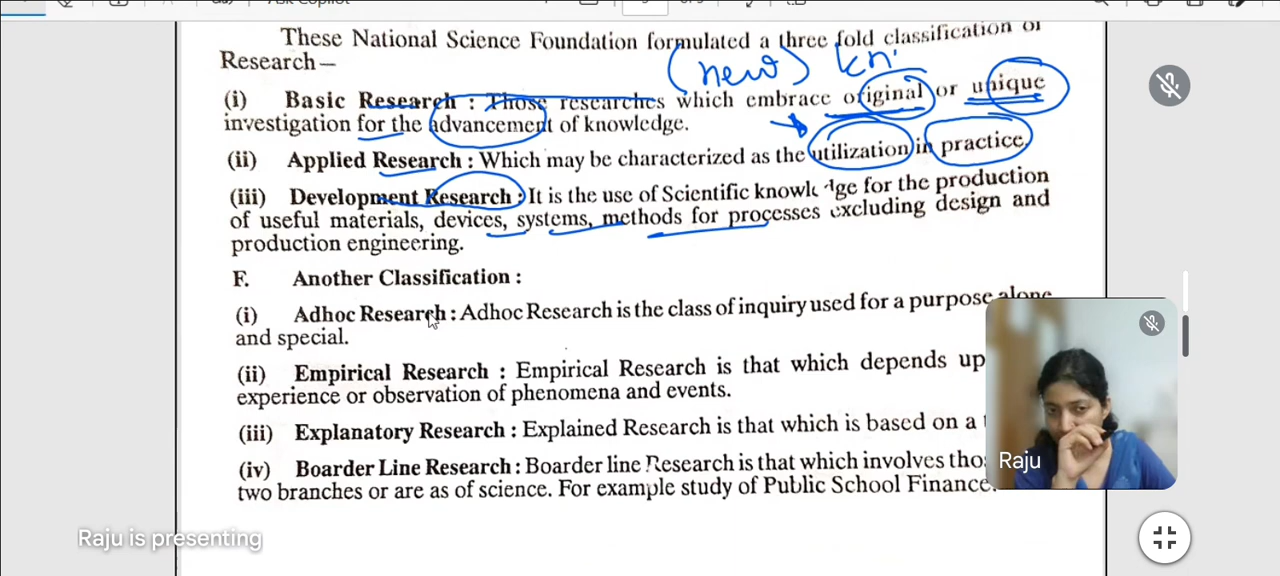 These National Science Foundation formulated a three fold classification of
Research—
(new) kn
(i) Basic Research : Those researches which embrace original or unique
investigation for the advancement of knowledge.
(ii) Applied Research : Which may be characterized as the utilization in practice.
(iii) Development Research : It is the use of Scientific knowledge for the production
of useful materials, devices, systems, methods for processes excluding design and
production engineering.
F. Another Classification :
(i) Adhoc Research : Adhoc Research is the class of inquiry used for a purpose alone
and special.
(ii) Empirical Research : Empirical Research is that which depends up
experience or observation of phenomena and events.
(iii) Explanatory Research : Explained Research is that which is based on a
(iv) Boarder Line Research : Boarder line Research is that which involves tho
two branches or are as of science. For example study of Public School Finance.
Raju
Raju is presenting